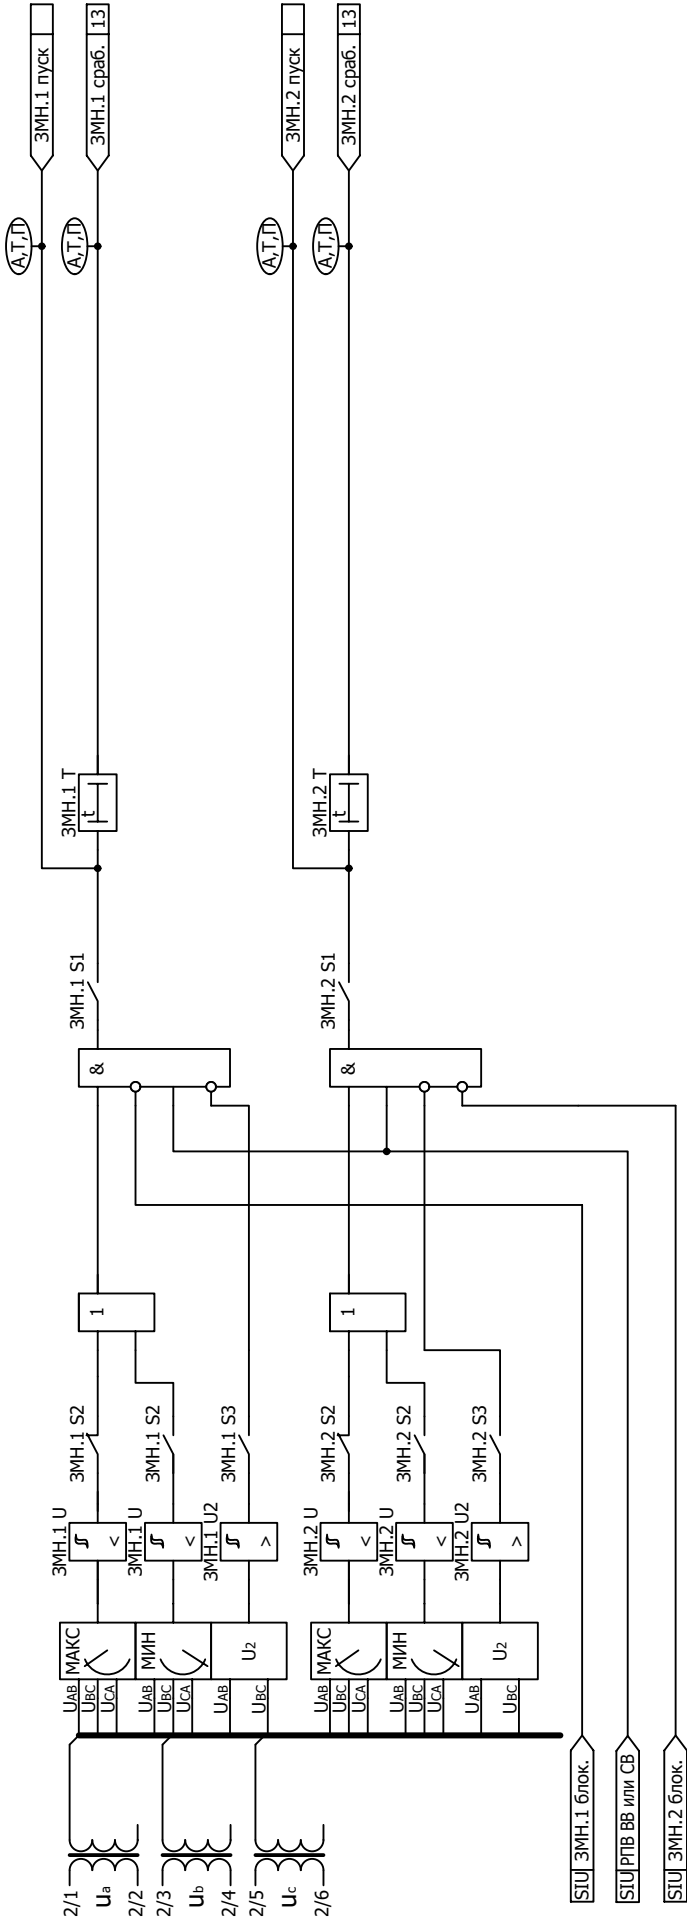 2/1
Ua
2/2
2/3
Ub
2/4
2/5
Uc
2/6
UAB
UBC
UCA
МАКС
ЗМН.1 U
<
ЗМН.1 S2
1
UAB
UBC
UCA
МИН
ЗМН.1 U
<
ЗМН.1 S2
UAB
UBC
U2
ЗМН.1 U2
>
ЗМН.1 S3
&
ЗМН.1 S1
ЗМН.1 T
t
А,Т,П
ЗМН.1 пуск
А,Т,П
ЗМН.1 сраб. 13
UAB
UBC
UCA
МАКС
ЗМН.2 U
<
ЗМН.2 S2
1
UAB
UBC
UCA
МИН
ЗМН.2 U
<
ЗМН.2 S2
UAB
UBC
U2
ЗМН.2 U2
>
ЗМН.2 S3
&
ЗМН.2 S1
ЗМН.2 T
t
А,Т,П
ЗМН.2 пуск
А,Т,П
ЗМН.2 сраб. 13
SIU ЗМН.1 блок.
SIU РПВ ВВ или СВ
SIU ЗМН.2 блок.